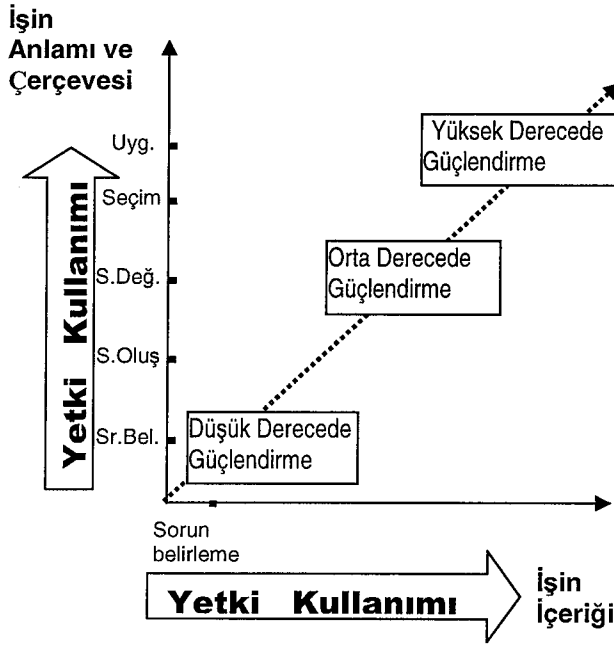 İşin
Anlamı ve
Çerçevesi
Uyg.
Seçim
S.Değ.
S.Oluş
Sr.Bel.
Yetki Kullanımı
Yüksek Derecede
Güçlendirme
Orta Derecede
Güçlendirme
Düşük Derecede
Güçlendirme
Sorun
belirleme
Yetki Kullanımı
İşin
İçeriği